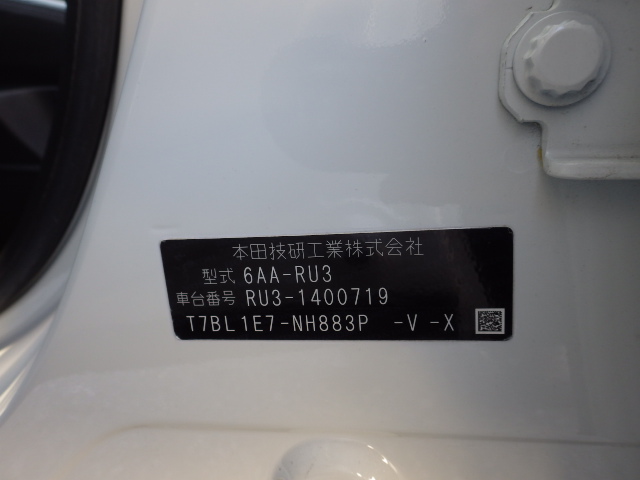 本田技研工業株式会社
型式 6AA-RU3
車台番号 RU3-1400719
T7BL1E7-NH883P -V -X